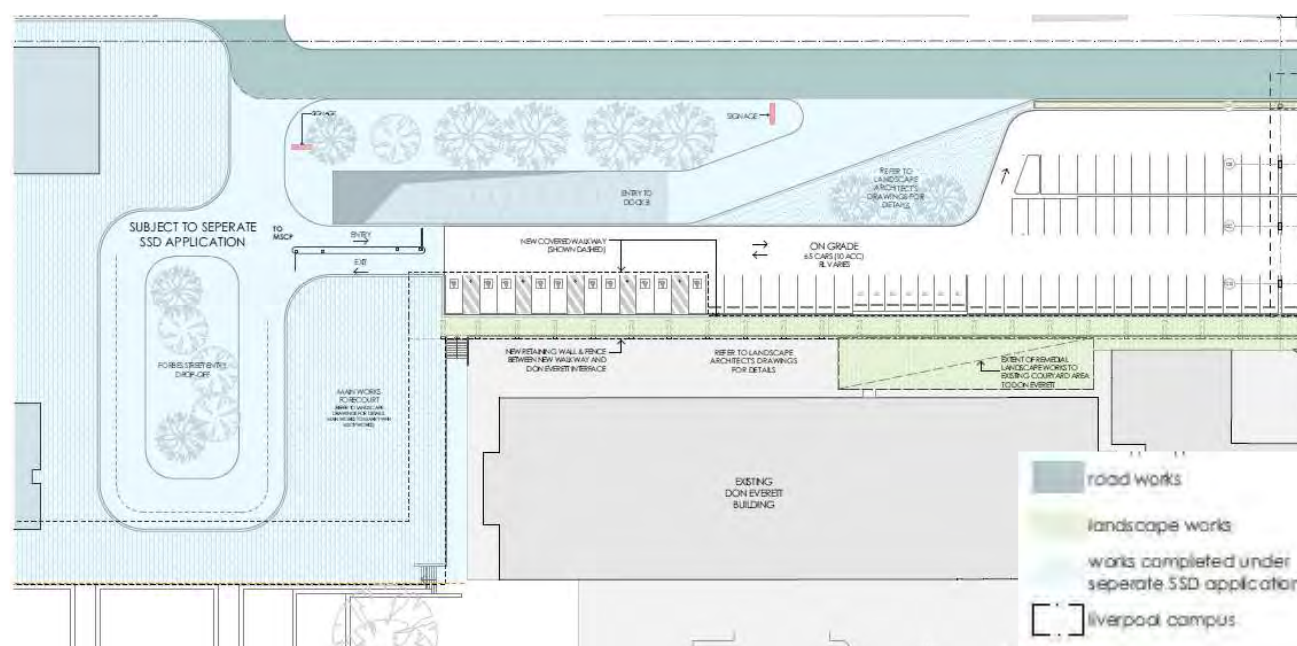 SIGNAGE
SIGNAGE
ENTRY TO
DOCK B
REFER TO
LANDSCAPE
ARCHITECT'S
DRAWINGS FOR
DETAILS
SUBJECT TO SEPERATE
SSD APPLICATION
TO
MSCP
ENTRY
EXIT
NEW COVERED WALKWAY
(SHOWN DASHED)
ON GRADE
65 CARS (10 ACC)
RL VARIES
NEW RETAINING WALL & FENCE
BETWEEN NEW WALKWAY AND
DON EVERETT INTERFACE
REFER TO LANDSCAPE
ARCHITECT'S DRAWINGS
FOR DETAILS
EXTENT OF REMEDIAL
LANDSCAPE WORKS TO
EXISTING COURTYARD AREA
TO DON EVERETT
FORBES STREET ENTRY
DROP-OFF
MAIN WORKS
FORECOURT
EXISTING
DON EVERETT
BUILDING
road works
landscape works
works completed under
seperate SSD application
liverpool campus